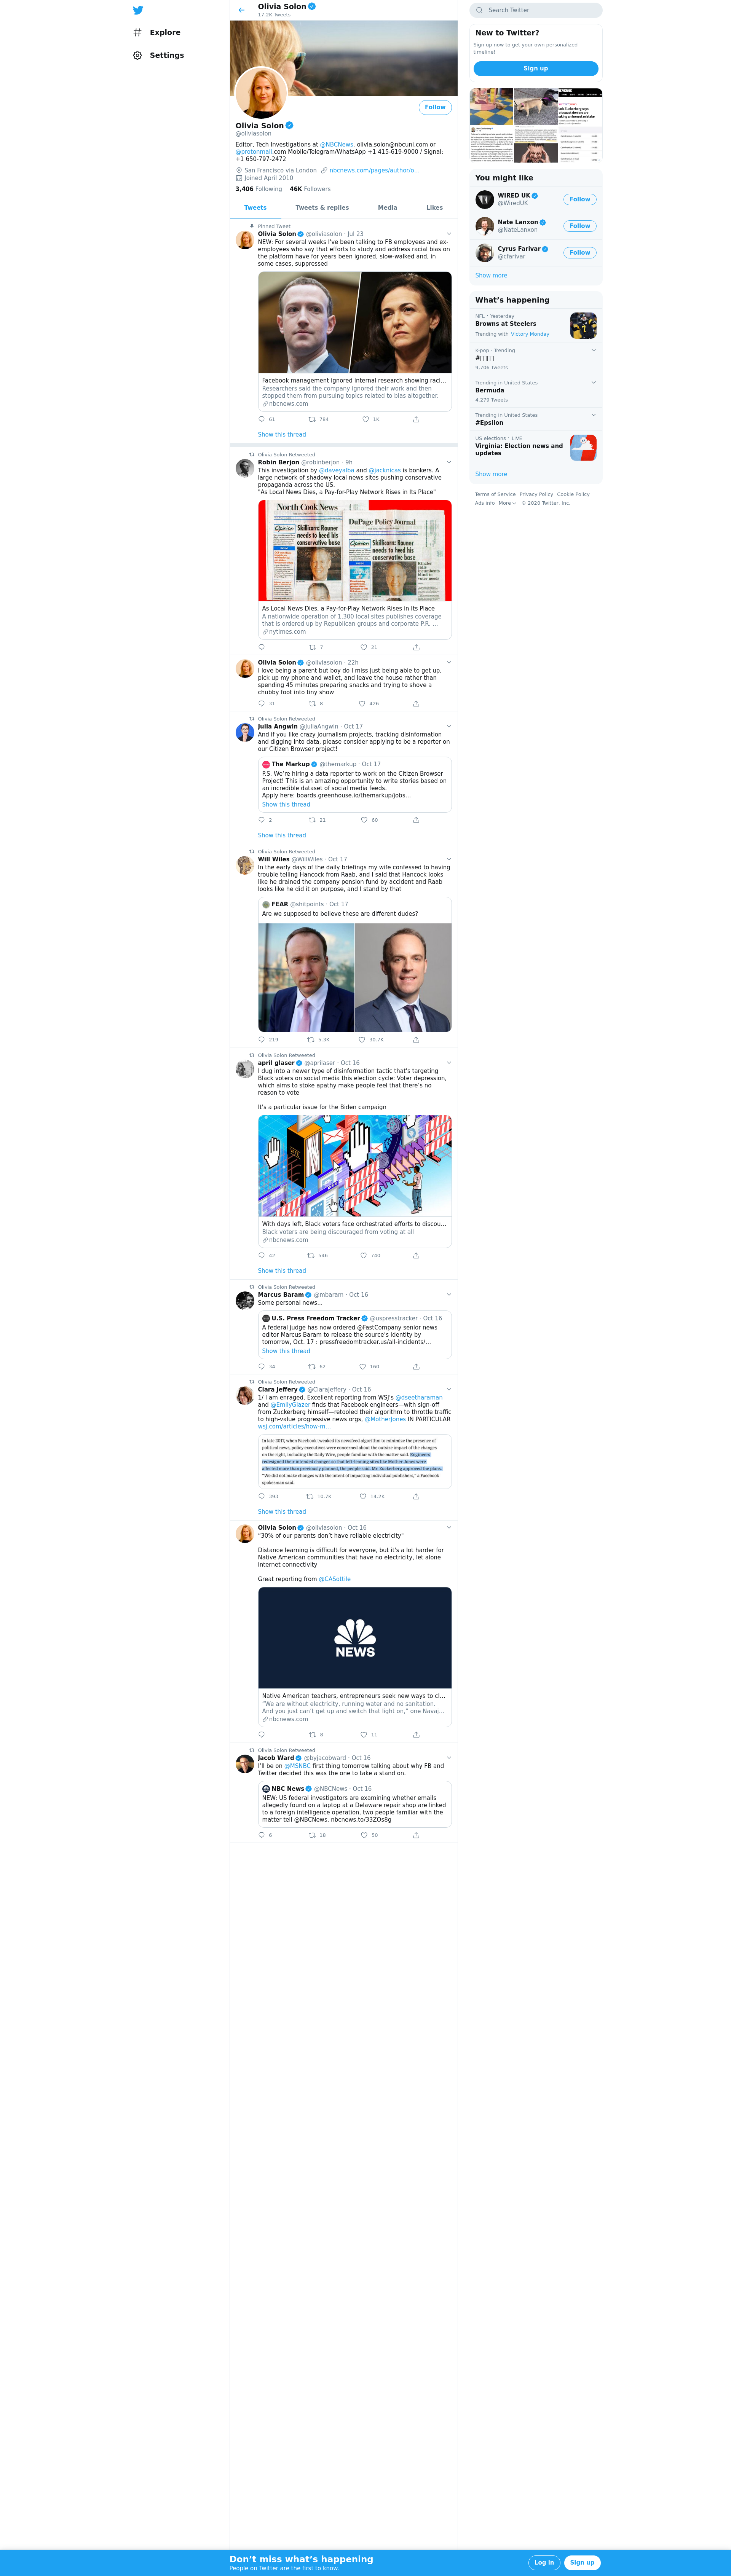 Explore
Settings
Olivia Solon
17.2K Tweets
Follow
Olivia Solon
@oliviasolon
Editor, Tech Investigations at @NBCNews. olivia.solon@nbcuni.com or
@protonmail.com Mobile/Telegram/WhatsApp +1 415-619-9000 / Signal:
+1 650-797-2472
San Francisco via London nbcnews.com/pages/author/o…
Joined April 2010
3,406 Following 46K Followers
Tweets Tweets & replies Media Likes
Pinned Tweet
Olivia Solon @oliviasolon · Jul 23
NEW: For several weeks I've been talking to FB employees and ex-
employees who say that efforts to study and address racial bias on
the platform have for years been ignored, slow-walked and, in
some cases, suppressed
Facebook management ignored internal research showing raci…
Researchers said the company ignored their work and then
stopped them from pursuing topics related to bias altogether.
nbcnews.com
61 784 1K
Show this thread
Olivia Solon Retweeted
Robin Berjon @robinberjon · 9h
This investigation by @daveyalba and @jacknicas is bonkers. A
large network of shadowy local news sites pushing conservative
propaganda across the US.
"As Local News Dies, a Pay-for-Play Network Rises in Its Place"
North Cook News
DuPage Policy Journal
Opinion
Skillicorn: Rauner
needs to heed his
conservative base
Opinion
Skillicorn: Rauner
needs to heed his
conservative base
As Local News Dies, a Pay-for-Play Network Rises in Its Place
A nationwide operation of 1,300 local sites publishes coverage
that is ordered up by Republican groups and corporate P.R. …
nytimes.com
7 21
Olivia Solon @oliviasolon · 22h
I love being a parent but boy do I miss just being able to get up,
pick up my phone and wallet, and leave the house rather than
spending 45 minutes preparing snacks and trying to shove a
chubby foot into tiny show
31 8 426
Olivia Solon Retweeted
Julia Angwin @JuliaAngwin · Oct 17
And if you like crazy journalism projects, tracking disinformation
and digging into data, please consider applying to be a reporter on
our Citizen Browser project!
The Markup @themarkup · Oct 17
P.S. We're hiring a data reporter to work on the Citizen Browser
Project! This is an amazing opportunity to write stories based on
an incredible dataset of social media feeds.
Apply here: boards.greenhouse.io/themarkup/jobs…
Show this thread
2 21 60
Show this thread
Olivia Solon Retweeted
Will Wiles @WillWiles · Oct 17
In the early days of the daily briefings my wife confessed to having
trouble telling Hancock from Raab, and I said that Hancock looks
like he drained the company pension fund by accident and Raab
looks like he did it on purpose, and I stand by that
FEAR @shitpoints · Oct 17
Are we supposed to believe these are different dudes?
219 5.3K 30.7K
Olivia Solon Retweeted
april glaser @aprilaser · Oct 16
I dug into a newer type of disinformation tactic that's targeting
Black voters on social media this election cycle: Voter depression,
which aims to stoke apathy make people feel that there's no
reason to vote
It's a particular issue for the Biden campaign
With days left, Black voters face orchestrated efforts to discou…
Black voters are being discouraged from voting at all
nbcnews.com
42 546 740
Show this thread
Olivia Solon Retweeted
Marcus Baram @mbaram · Oct 16
Some personal news...
U.S. Press Freedom Tracker @uspresstracker · Oct 16
A federal judge has now ordered @FastCompany senior news
editor Marcus Baram to release the source's identity by
tomorrow, Oct. 17 : pressfreedomtracker.us/all-incidents/…
Show this thread
34 62 160
Olivia Solon Retweeted
Clara Jeffery @ClaraJeffery · Oct 16
1/ I am enraged. Excellent reporting from WSJ's @dseetharaman
and @EmilyGlazer finds that Facebook engineers—with sign-off
from Zuckerberg himself—retooled their algorithm to throttle traffic
to high-value progressive news orgs, @MotherJones IN PARTICULAR
wsj.com/articles/how-m…
In late 2017, when Facebook tweaked its newsfeed algorithm to minimize the presence of
political news, policy executives were concerned about the outsize impact of the changes
on the right, including the Daily Wire, people familiar with the matter said. Engineers
redesigned their intended changes so that left-leaning sites like Mother Jones were
affected more than previously planned, the people said. Mr. Zuckerberg approved the plans.
"We did not make changes with the intent of impacting individual publishers," a Facebook
spokesman said.
393 10.7K 14.2K
Show this thread
Olivia Solon @oliviasolon · Oct 16
"30% of our parents don't have reliable electricity"
Distance learning is difficult for everyone, but it's a lot harder for
Native American communities that have no electricity, let alone
internet connectivity
Great reporting from @CASottile
NEWS
Native American teachers, entrepreneurs seek new ways to cl…
"We are without electricity, running water and no sanitation.
And you just can't get up and switch that light on," one Navaj…
nbcnews.com
8 11
Olivia Solon Retweeted
Jacob Ward @byjacobward · Oct 16
I'll be on @MSNBC first thing tomorrow talking about why FB and
Twitter decided this was the one to take a stand on.
NBC News @NBCNews · Oct 16
NEW: US federal investigators are examining whether emails
allegedly found on a laptop at a Delaware repair shop are linked
to a foreign intelligence operation, two people familiar with the
matter tell @NBCNews. nbcnews.to/33ZOs8g
6 18 50
Search Twitter
New to Twitter?
Sign up now to get your own personalized
timeline!
Sign up
You might like
WIRED UK
@WiredUK
Follow
Nate Lanxon
@NateLanxon
Follow
Cyrus Farivar
@cfarivar
Follow
Show more
What's happening
NFL · Yesterday
Browns at Steelers
Trending with Victory Monday
K-pop · Trending
9,706 Tweets
Trending in United States
Bermuda
4,279 Tweets
Trending in United States
#Epsilon
US elections · LIVE
Virginia: Election news and
updates
Show more
Terms of Service Privacy Policy Cookie Policy
Ads info More © 2020 Twitter, Inc.
Don't miss what's happening
People on Twitter are the first to know.
Log in Sign up